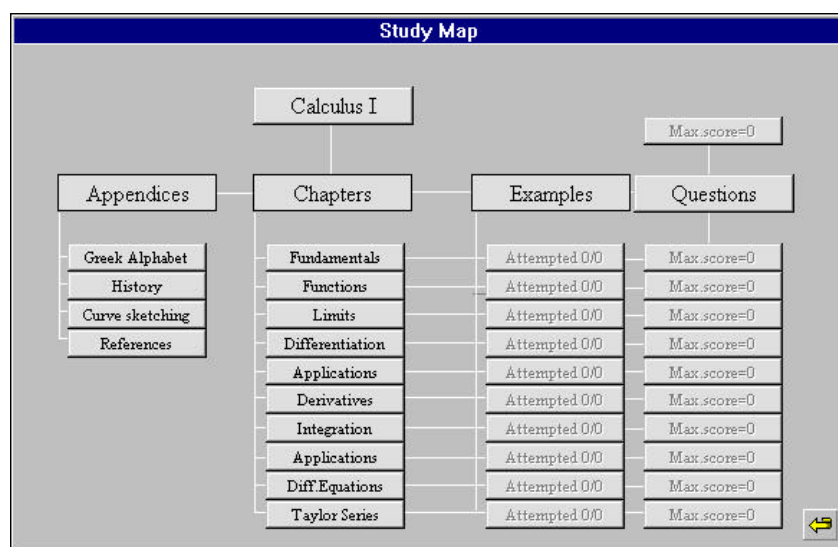 Study Map
Calculus I
Max.score=0
Appendices Chapters Examples Questions
Greek Alphabet Fundamentals Attempted 0/0 Max.score=0
History Functions Attempted 0/0 Max.score=0
Curve sketching Limits Attempted 0/0 Max.score=0
References Differentiation Attempted 0/0 Max.score=0
Applications Attempted 0/0 Max.score=0
Derivatives Attempted 0/0 Max.score=0
Integration Attempted 0/0 Max.score=0
Applications Attempted 0/0 Max.score=0
Diff.Equations Attempted 0/0 Max.score=0
Taylor Series Attempted 0/0 Max.score=0